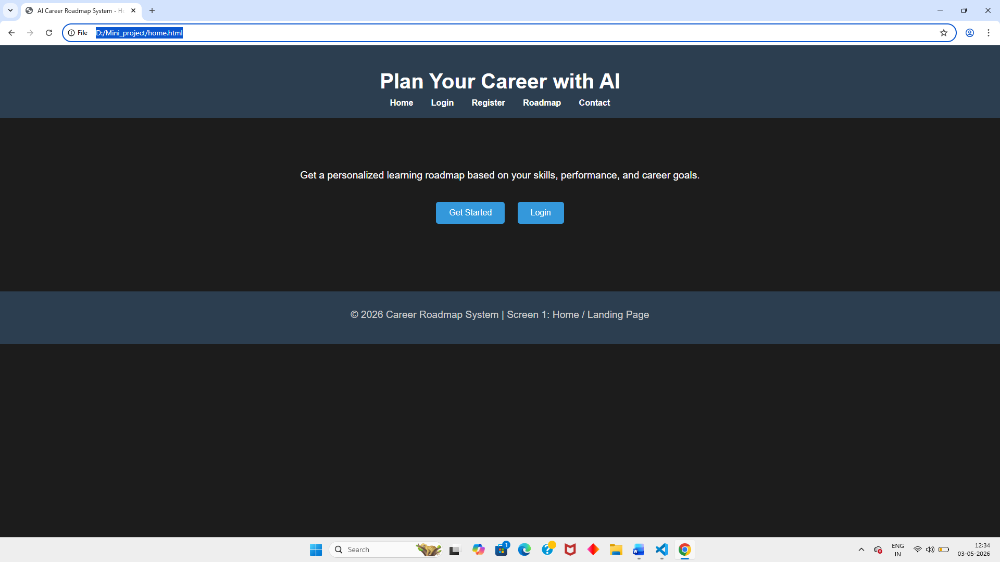 AI Career Roadmap System - Ho
File D:/Mini_project/home.html
Plan Your Career with AI
Home Login Register Roadmap Contact
Get a personalized learning roadmap based on your skills, performance, and career goals.
Get Started Login
© 2026 Career Roadmap System | Screen 1: Home / Landing Page
Search
1
ENG
IN
12:34
03-05-2026